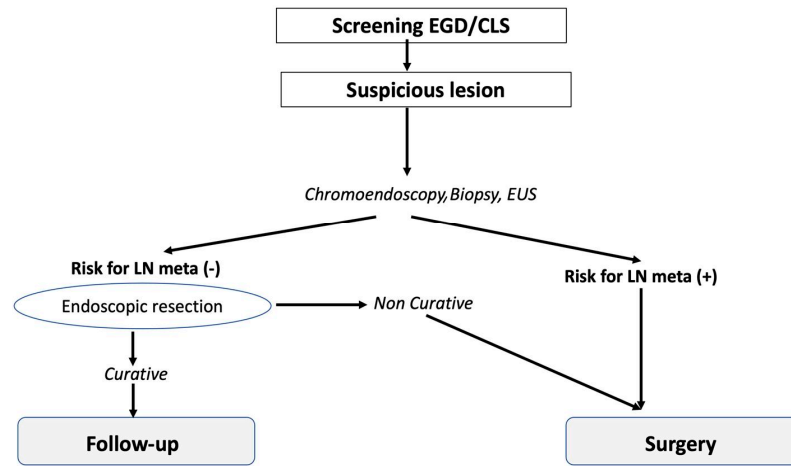 Screening EGD/CLS
Suspicious lesion
Chromoendoscopy, Biopsy, EUS
Risk for LN meta (-)
Risk for LN meta (+)
Endoscopic resection
Non Curative
Curative
Follow-up
Surgery